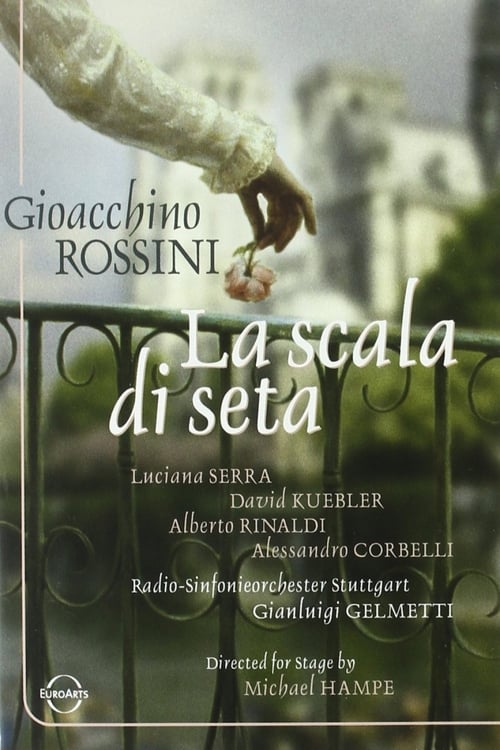 Gioacchino
ROSSINI
La scala
di seta
Luciana SERRA
David KUEBLER
Alberto RINALDI
Alessandro CORBELLI
Radio-Sinfonieorchester Stuttgart
Gianluigi GELMETTI
Directed for Stage by
Michael HAMPE
EUROARTS